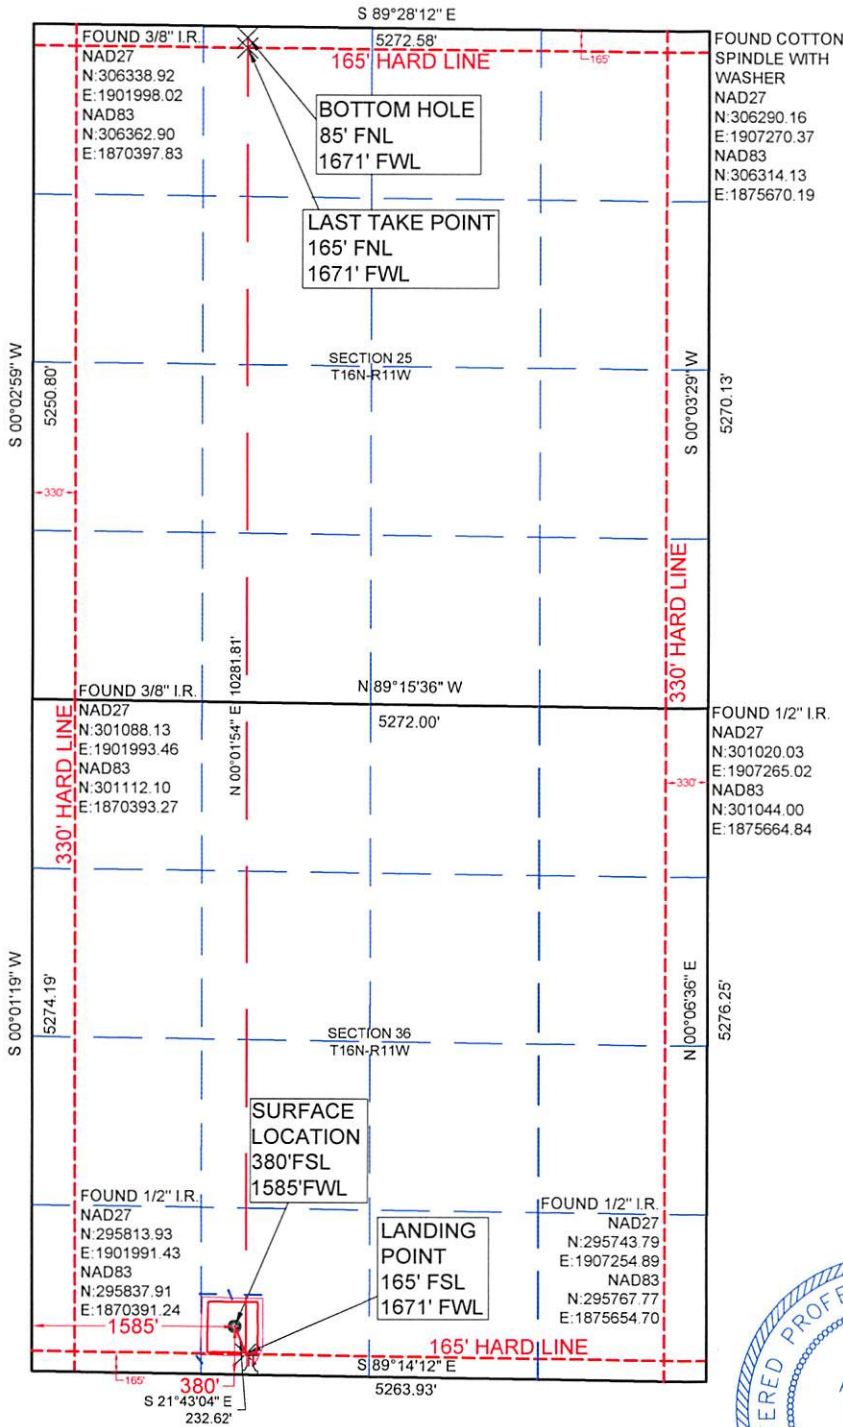 S 89°28'12" E
5272.58'
FOUND 3/8" I.R.
NAD27
N:306338.92
E:1901998.02
NAD83
N:306362.90
E:1870397.83
165' HARD LINE
165'
FOUND COTTON
SPINDLE WITH
WASHER
NAD27
N:306290.16
E:1907270.37
NAD83
N:306314.13
E:1875670.19
BOTTOM HOLE
85' FNL
1671' FWL
LAST TAKE POINT
165' FNL
1671' FWL
SECTION 25
T16N-R11W
S 00°02'59" W
5250.80'
S 00°03'29" W
5270.13'
330'
330' HARD LINE
N 00°01'54" E 10281.81'
FOUND 3/8" I.R.
NAD27
N:301088.13
E:1901993.46
NAD83
N:301112.10
E:1870393.27
N 89°15'36" W
5272.00'
FOUND 1/2" I.R.
NAD27
N:301020.03
E:1907265.02
NAD83
N:301044.00
E:1875664.84
330' HARD LINE
330'
S 00°01'19" W
5274.19'
SECTION 36
T16N-R11W
N 00°06'36" E
5276.25'
SURFACE
LOCATION
380'FSL
1585'FWL
FOUND 1/2" I.R.
NAD27
N:295813.93
E:1901991.43
NAD83
N:295837.91
E:1870391.24
LANDING
POINT
165' FSL
1671' FWL
FOUND 1/2" I.R.
NAD27
N:295743.79
E:1907254.89
NAD83
N:295767.77
E:1875654.70
1585'
165' HARD LINE
S 89°14'12" E
5263.93'
165'
380'
S 21°43'04" E
232.62'
ERED PROFE